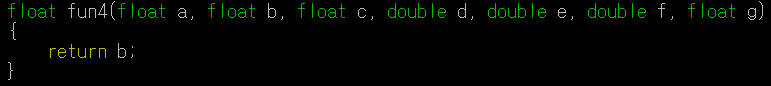 float fun4(float a, float b, float c, double d, double e, double f, float g)
{
    return b;
}